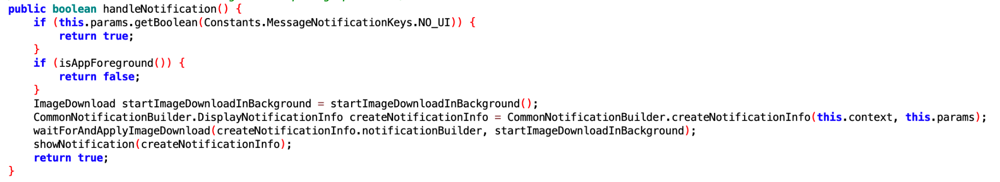 public boolean handleNotification() {
    if (this.params.getBoolean(Constants.MessageNotificationKeys.NO_UI)) {
        return true;
    }
    if (isAppForeground()) {
        return false;
    }
    ImageDownload startImageDownloadInBackground = startImageDownloadInBackground();
    CommonNotificationBuilder.DisplayNotificationInfo createNotificationInfo = CommonNotificationBuilder.createNotificationInfo(this.context, this.params);
    waitForAndApplyImageDownload(createNotificationInfo.notificationBuilder, startImageDownloadInBackground);
    showNotification(createNotificationInfo);
    return true;
}